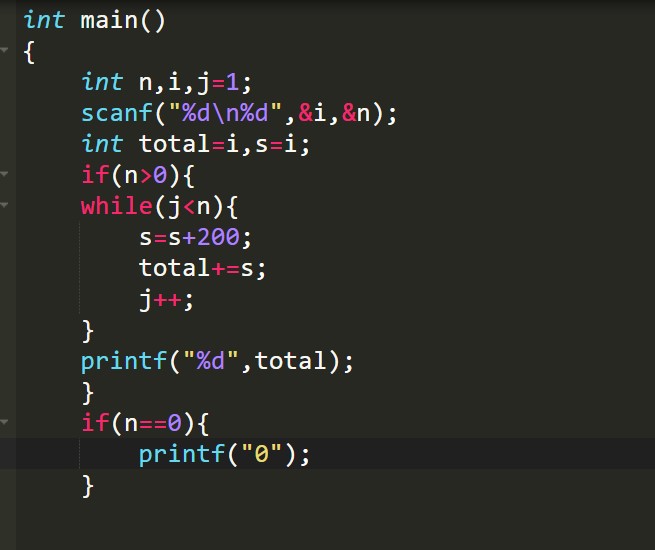 int main()
{
    int n,i,j=1;
    scanf("%d\n%d",&i,&n);
    int total=i,s=i;
    if(n>0){
    while(j<n){
        s=s+200;
        total+=s;
        j++;
    }
    printf("%d",total);
    }
    if(n==0){
        printf("0");
    }